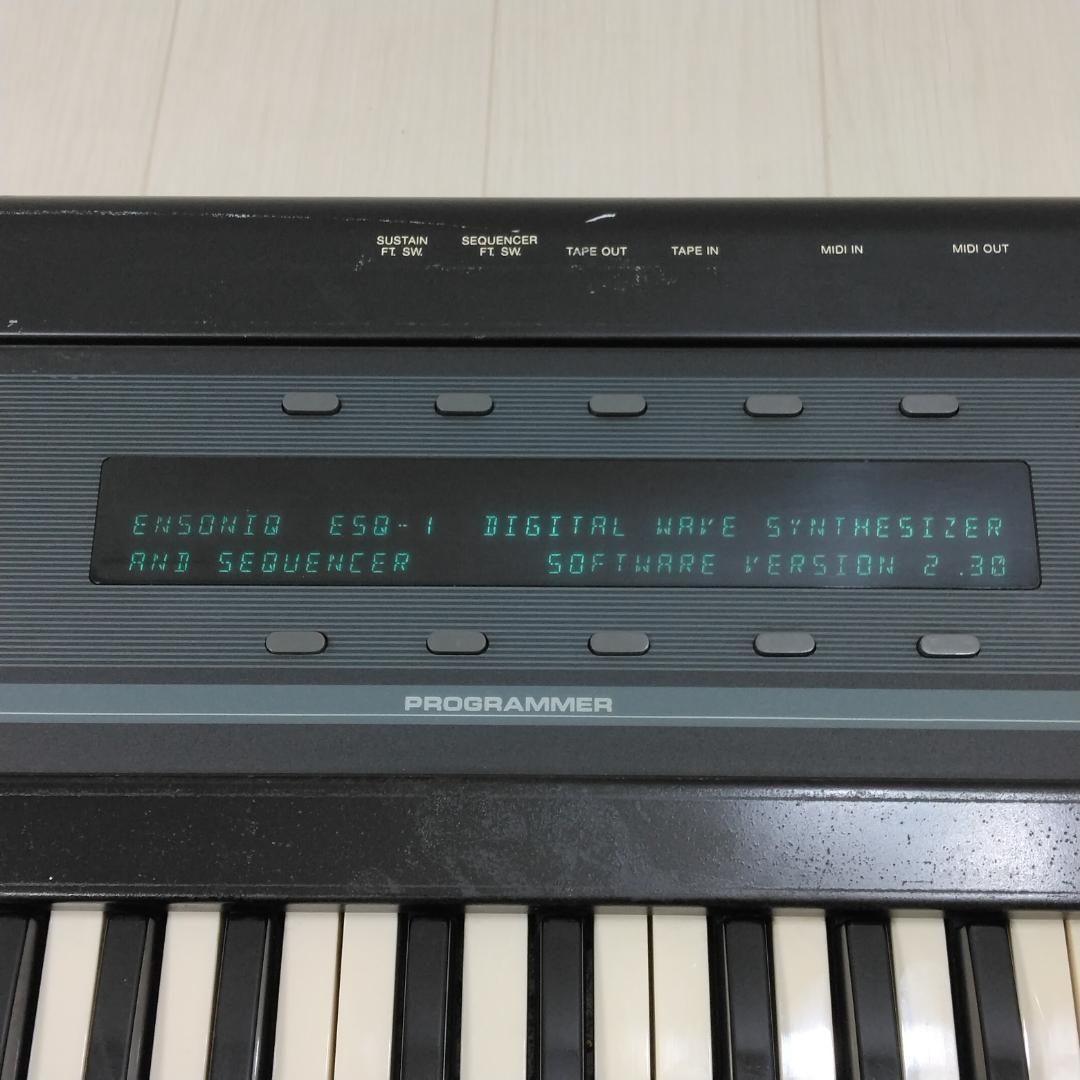 SUSTAIN FT. SW.
SEQUENCER FT. SW.
TAPE OUT
TAPE IN
MIDI IN
MIDI OUT
ENSONIQ ESQ-1 DIGITAL WAVE SYNTHESIZER
AND SEQUENCER SOFTWARE VERSION 2.30
PROGRAMMER